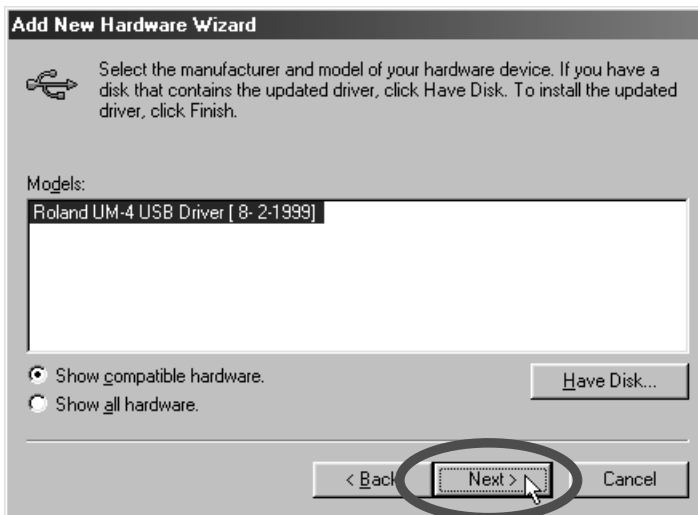 Add New Hardware Wizard
Select the manufacturer and model of your hardware device. If you have a
disk that contains the updated driver, click Have Disk. To install the updated
driver, click Finish.
Models:
Roland UM-4 USB Driver [ 8- 2-1999]
Show compatible hardware.
Have Disk...
Show all hardware.
< Back
Next >
Cancel